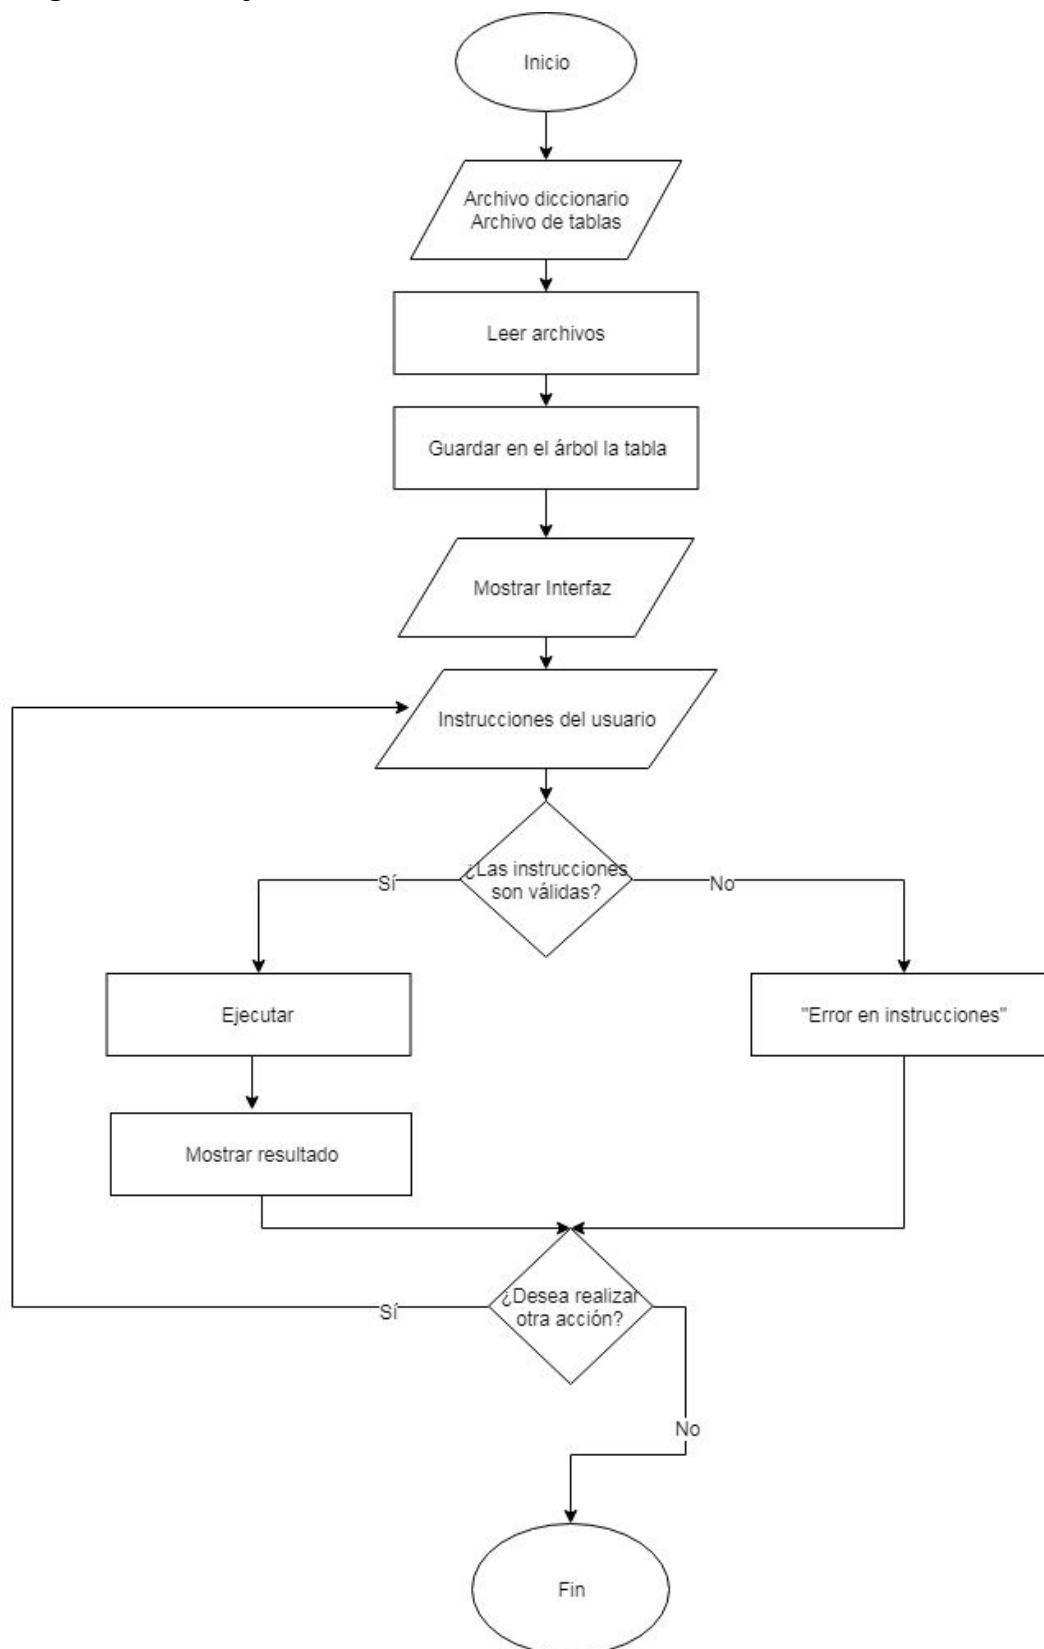 Inicio
Archivo diccionario
Archivo de tablas
Leer archivos
Guardar en el árbol la tabla
Mostrar Interfaz
Instrucciones del usuario
¿Las instrucciones
son válidas?
Sí
No
Ejecutar
"Error en instrucciones"
Mostrar resultado
¿Desea realizar
otra acción?
Sí
No
Fin